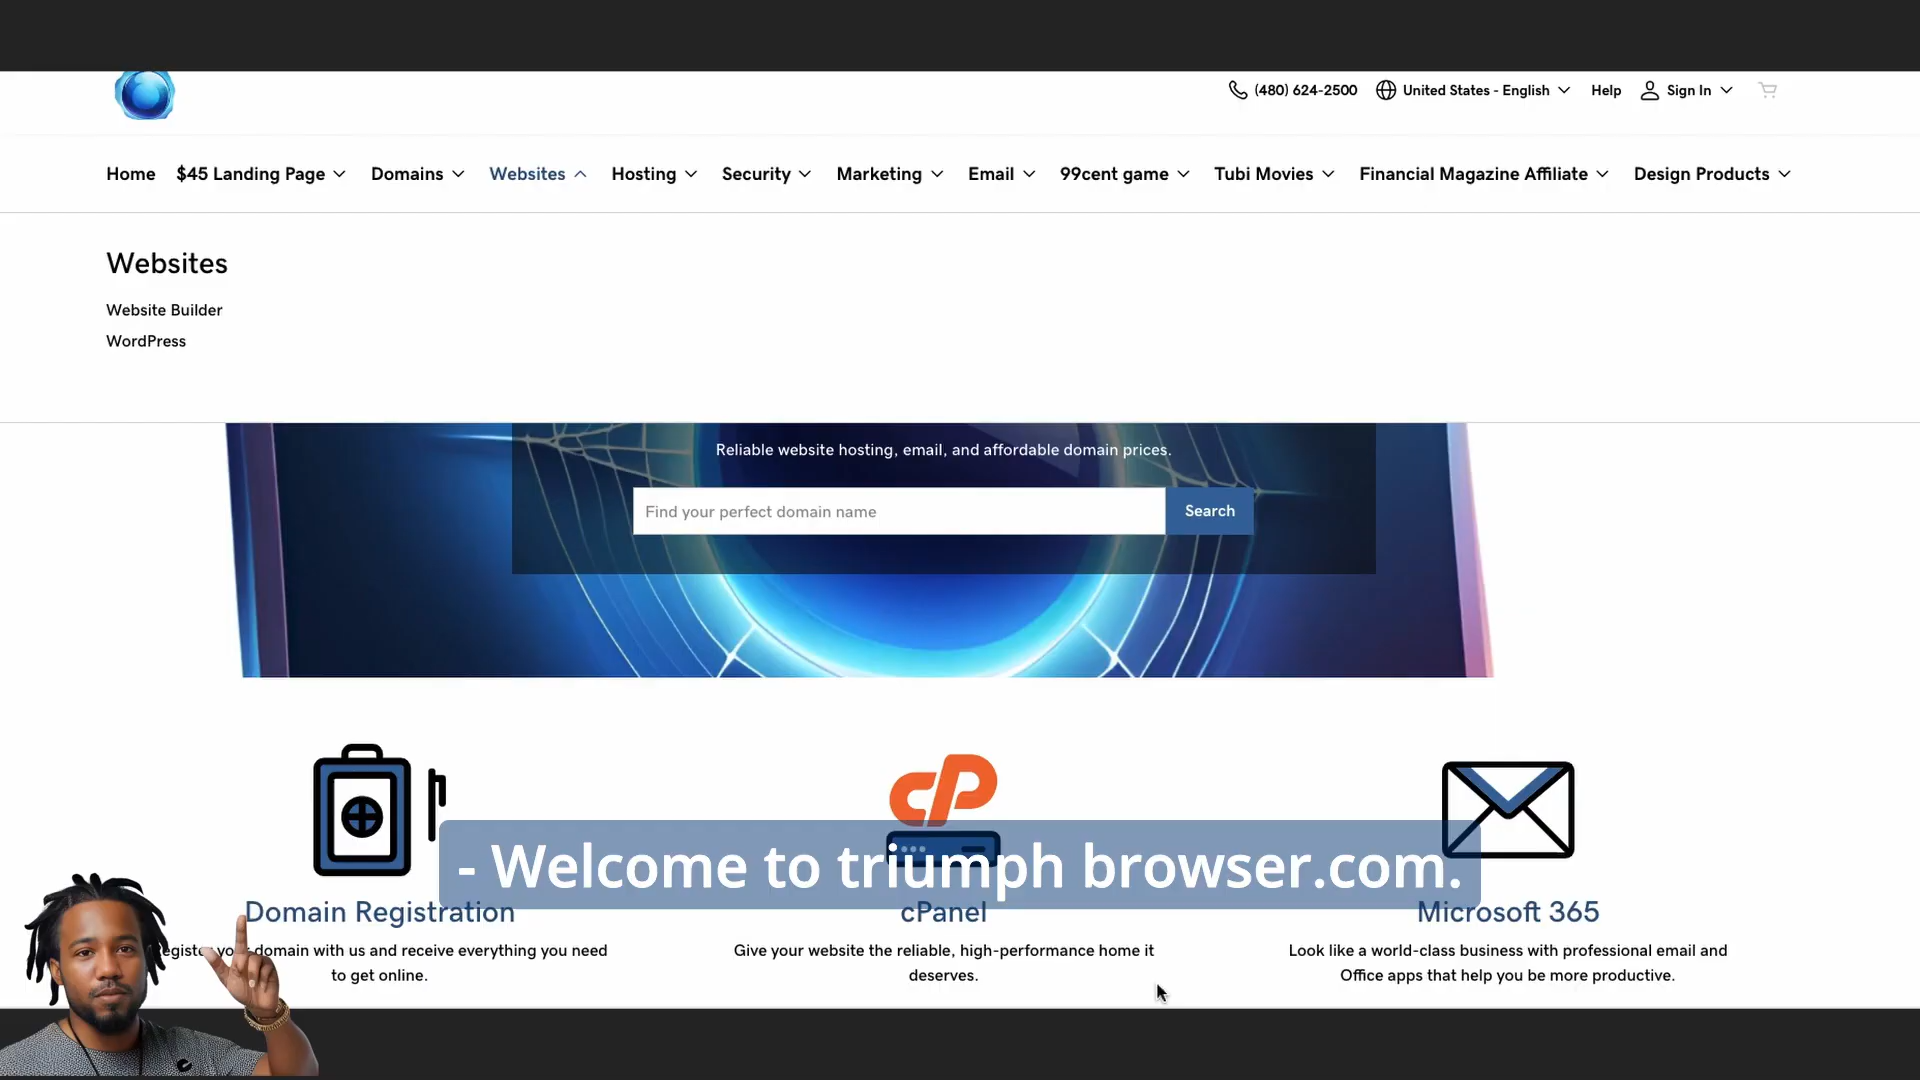 (480) 624-2500 United States - English Help Sign In
Home $45 Landing Page Domains Websites Hosting Security Marketing Email 99cent game Tubi Movies Financial Magazine Affiliate Design Products
Websites
Website Builder
WordPress
Reliable website hosting, email, and affordable domain prices.
Find your perfect domain name Search
cP
- Welcome to triumph browser.com.
Domain Registration
your domain with us and receive everything you need
to get online.
cPanel
Give your website the reliable, high-performance home it
deserves.
Microsoft 365
Look like a world-class business with professional email and
Office apps that help you be more productive.